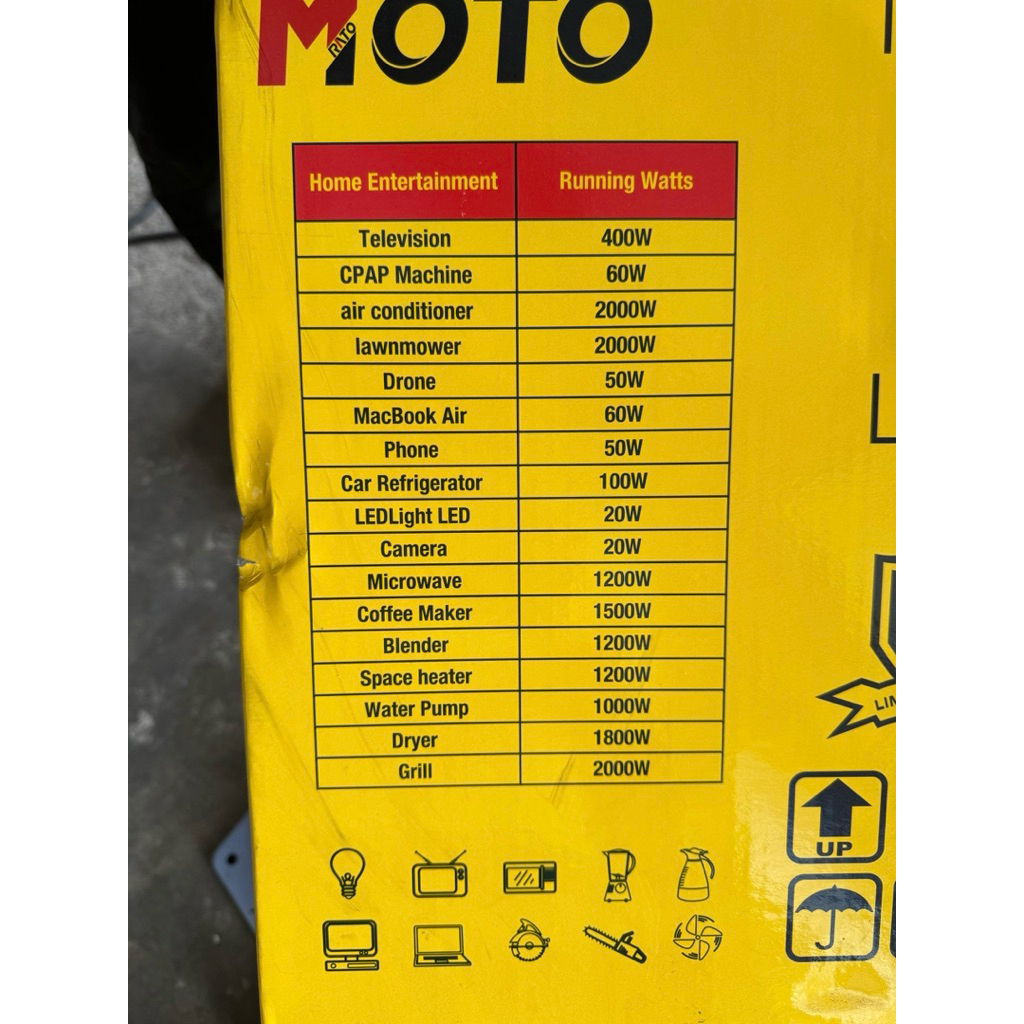 MOTO
RATO
Home Entertainment Running Watts
Television 400W
CPAP Machine 60W
air conditioner 2000W
lawnmower 2000W
Drone 50W
MacBook Air 60W
Phone 50W
Car Refrigerator 100W
LEDLight LED 20W
Camera 20W
Microwave 1200W
Coffee Maker 1500W
Blender 1200W
Space heater 1200W
Water Pump 1000W
Dryer 1800W
Grill 2000W
UP